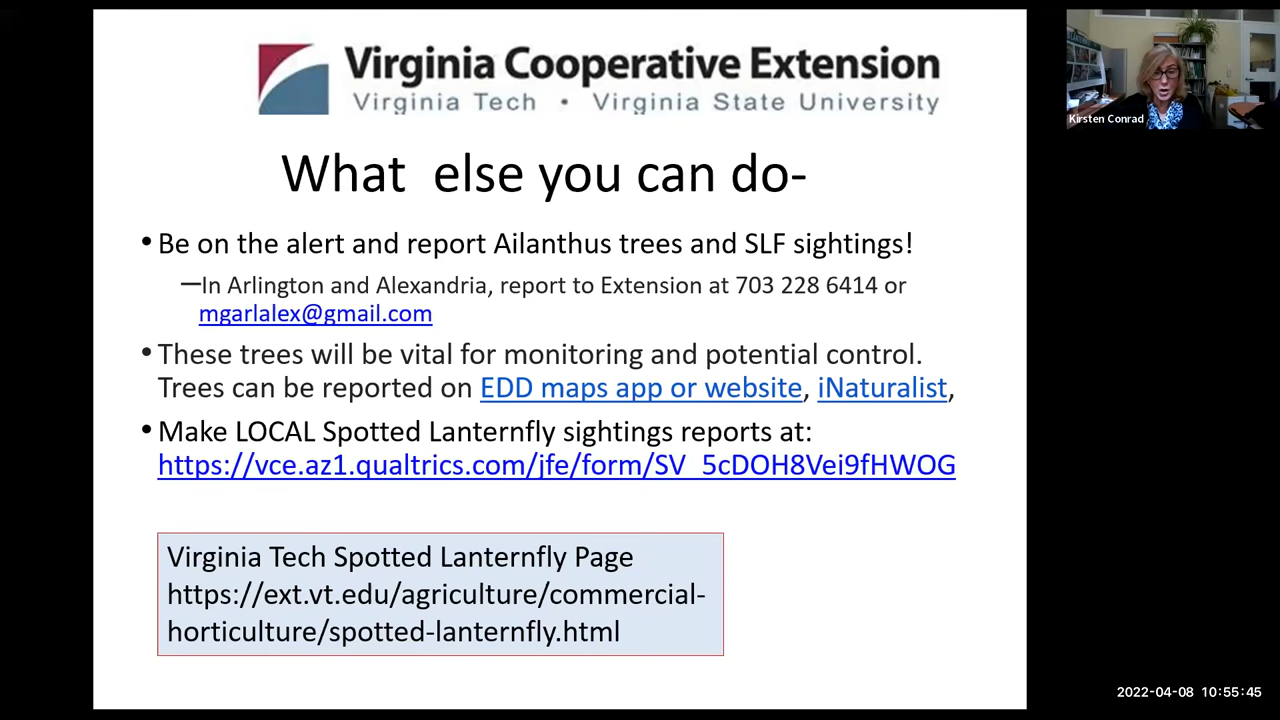 Virginia Cooperative Extension
Virginia Tech • Virginia State University
What  else you can do-
• Be on the alert and report Ailanthus trees and SLF sightings!
–In Arlington and Alexandria, report to Extension at 703 228 6414 or
mgarlalex@gmail.com
• These trees will be vital for monitoring and potential control.
Trees can be reported on EDD maps app or website, iNaturalist,
• Make LOCAL Spotted Lanternfly sightings reports at:
https://vce.az1.qualtrics.com/jfe/form/SV_5cDOH8Vei9fHWOG
Virginia Tech Spotted Lanternfly Page
https://ext.vt.edu/agriculture/commercial-
horticulture/spotted-lanternfly.html
Kirsten Conrad
2022-04-08 10:55:45